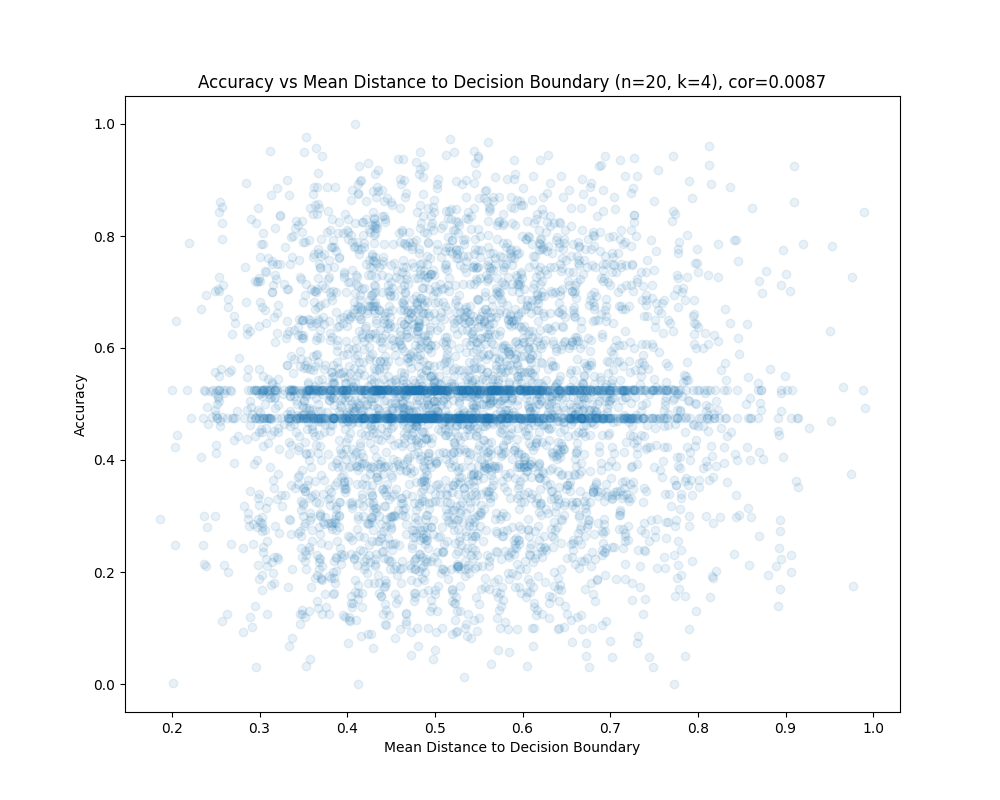 Accuracy vs Mean Distance to Decision Boundary (n=20, k=4), cor=0.0087
1.0
0.8
0.6
0.4
0.2
0.0
Accuracy
0.2 0.3 0.4 0.5 0.6 0.7 0.8 0.9 1.0
Mean Distance to Decision Boundary